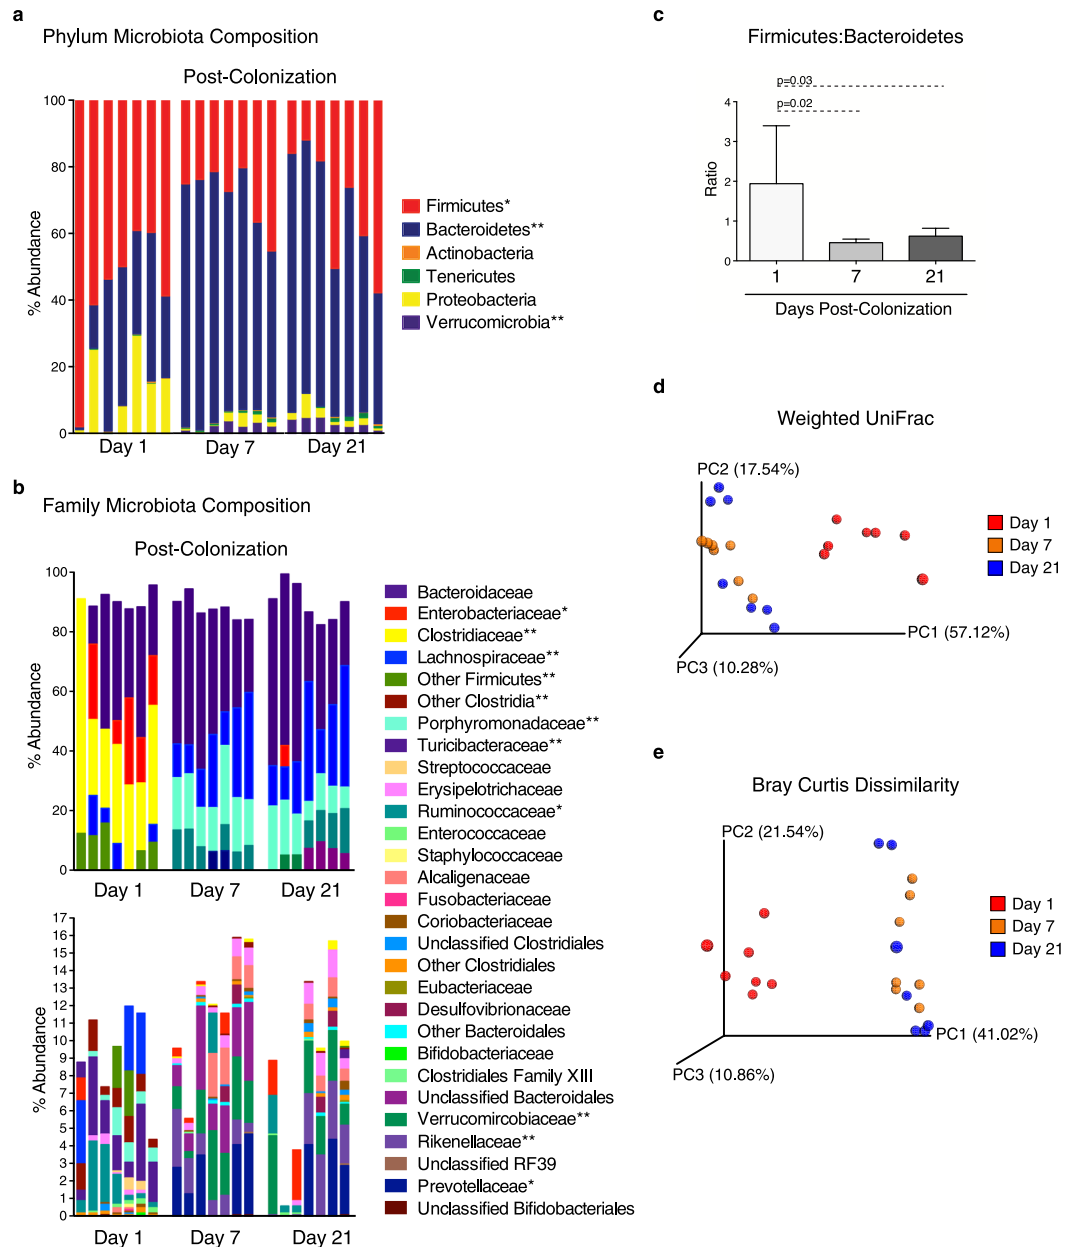 a
Phylum Microbiota Composition
Post-Colonization
% Abundance
100
80
60
40
20
0
Day 1
Day 7
Day 21
Firmicutes*
Bacteroidetes**
Actinobacteria
Tenericutes
Proteobacteria
Verrucomicrobia**
b
Family Microbiota Composition
Post-Colonization
% Abundance
100
80
60
40
20
0
Day 1
Day 7
Day 21
% Abundance
17
16
15
14
13
12
11
10
9
8
7
6
5
4
3
2
1
0
Day 1
Day 7
Day 21
Bacteroidaceae
Enterobacteriaceae*
Clostridiaceae**
Lachnospiraceae**
Other Firmicutes**
Other Clostridia**
Porphyromonadaceae**
Turicibacteraceae**
Streptococcaceae
Erysipelotrichaceae
Ruminococcaceae*
Enterococcaceae
Staphylococcaceae
Alcaligenaceae
Fusobacteriaceae
Coriobacteriaceae
Unclassified Clostridiales
Other Clostridiales
Eubacteriaceae
Desulfovibrionaceae
Other Bacteroidales
Bifidobacteriaceae
Clostridiales Family XIII
Unclassified Bacteroidales
Verrucomircobiaceae**
Rikenellaceae**
Unclassified RF39
Prevotellaceae*
Unclassified Bifidobacteriales
c
Firmicutes:Bacteroidetes
p=0.03
p=0.02
Ratio
4
3
2
1
0
1
7
21
Days Post-Colonization
d
Weighted UniFrac
PC2 (17.54%)
PC1 (57.12%)
PC3 (10.28%)
Day 1
Day 7
Day 21
e
Bray Curtis Dissimilarity
PC2 (21.54%)
PC1 (41.02%)
PC3 (10.86%)
Day 1
Day 7
Day 21